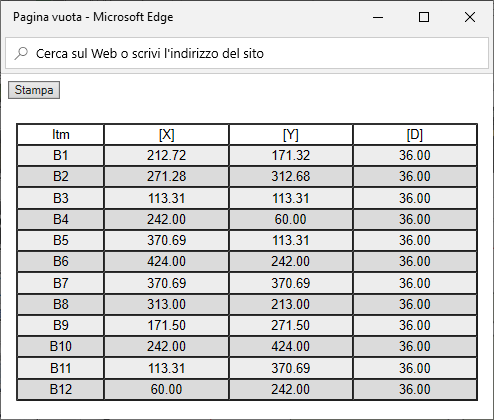 Pagina vuota - Microsoft Edge
Cerca sul Web o scrivi l'indirizzo del sito
Stampa
Itm [X] [Y] [D]
B1 212.72 171.32 36.00
B2 271.28 312.68 36.00
B3 113.31 113.31 36.00
B4 242.00 60.00 36.00
B5 370.69 113.31 36.00
B6 424.00 242.00 36.00
B7 370.69 370.69 36.00
B8 313.00 213.00 36.00
B9 171.50 271.50 36.00
B10 242.00 424.00 36.00
B11 113.31 370.69 36.00
B12 60.00 242.00 36.00